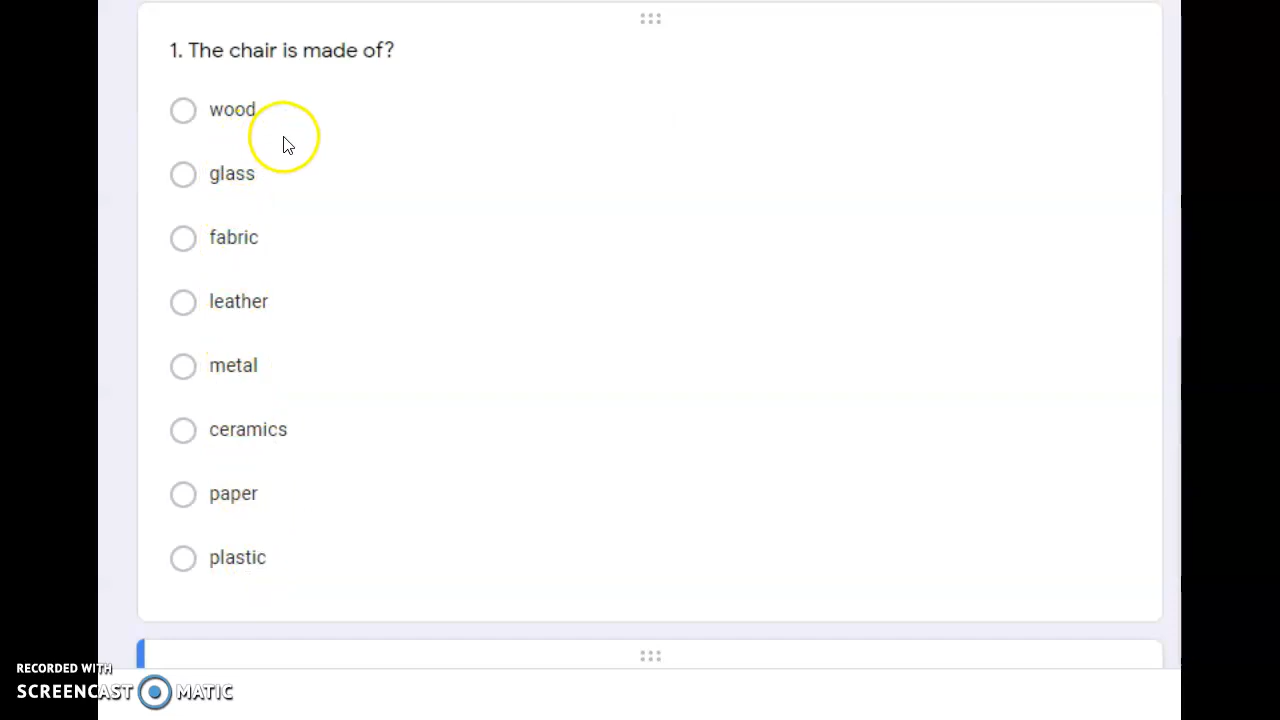 1. The chair is made of?
wood
glass
fabric
leather
metal
ceramics
paper
plastic
RECORDED WITH
SCREENCAST MATIC